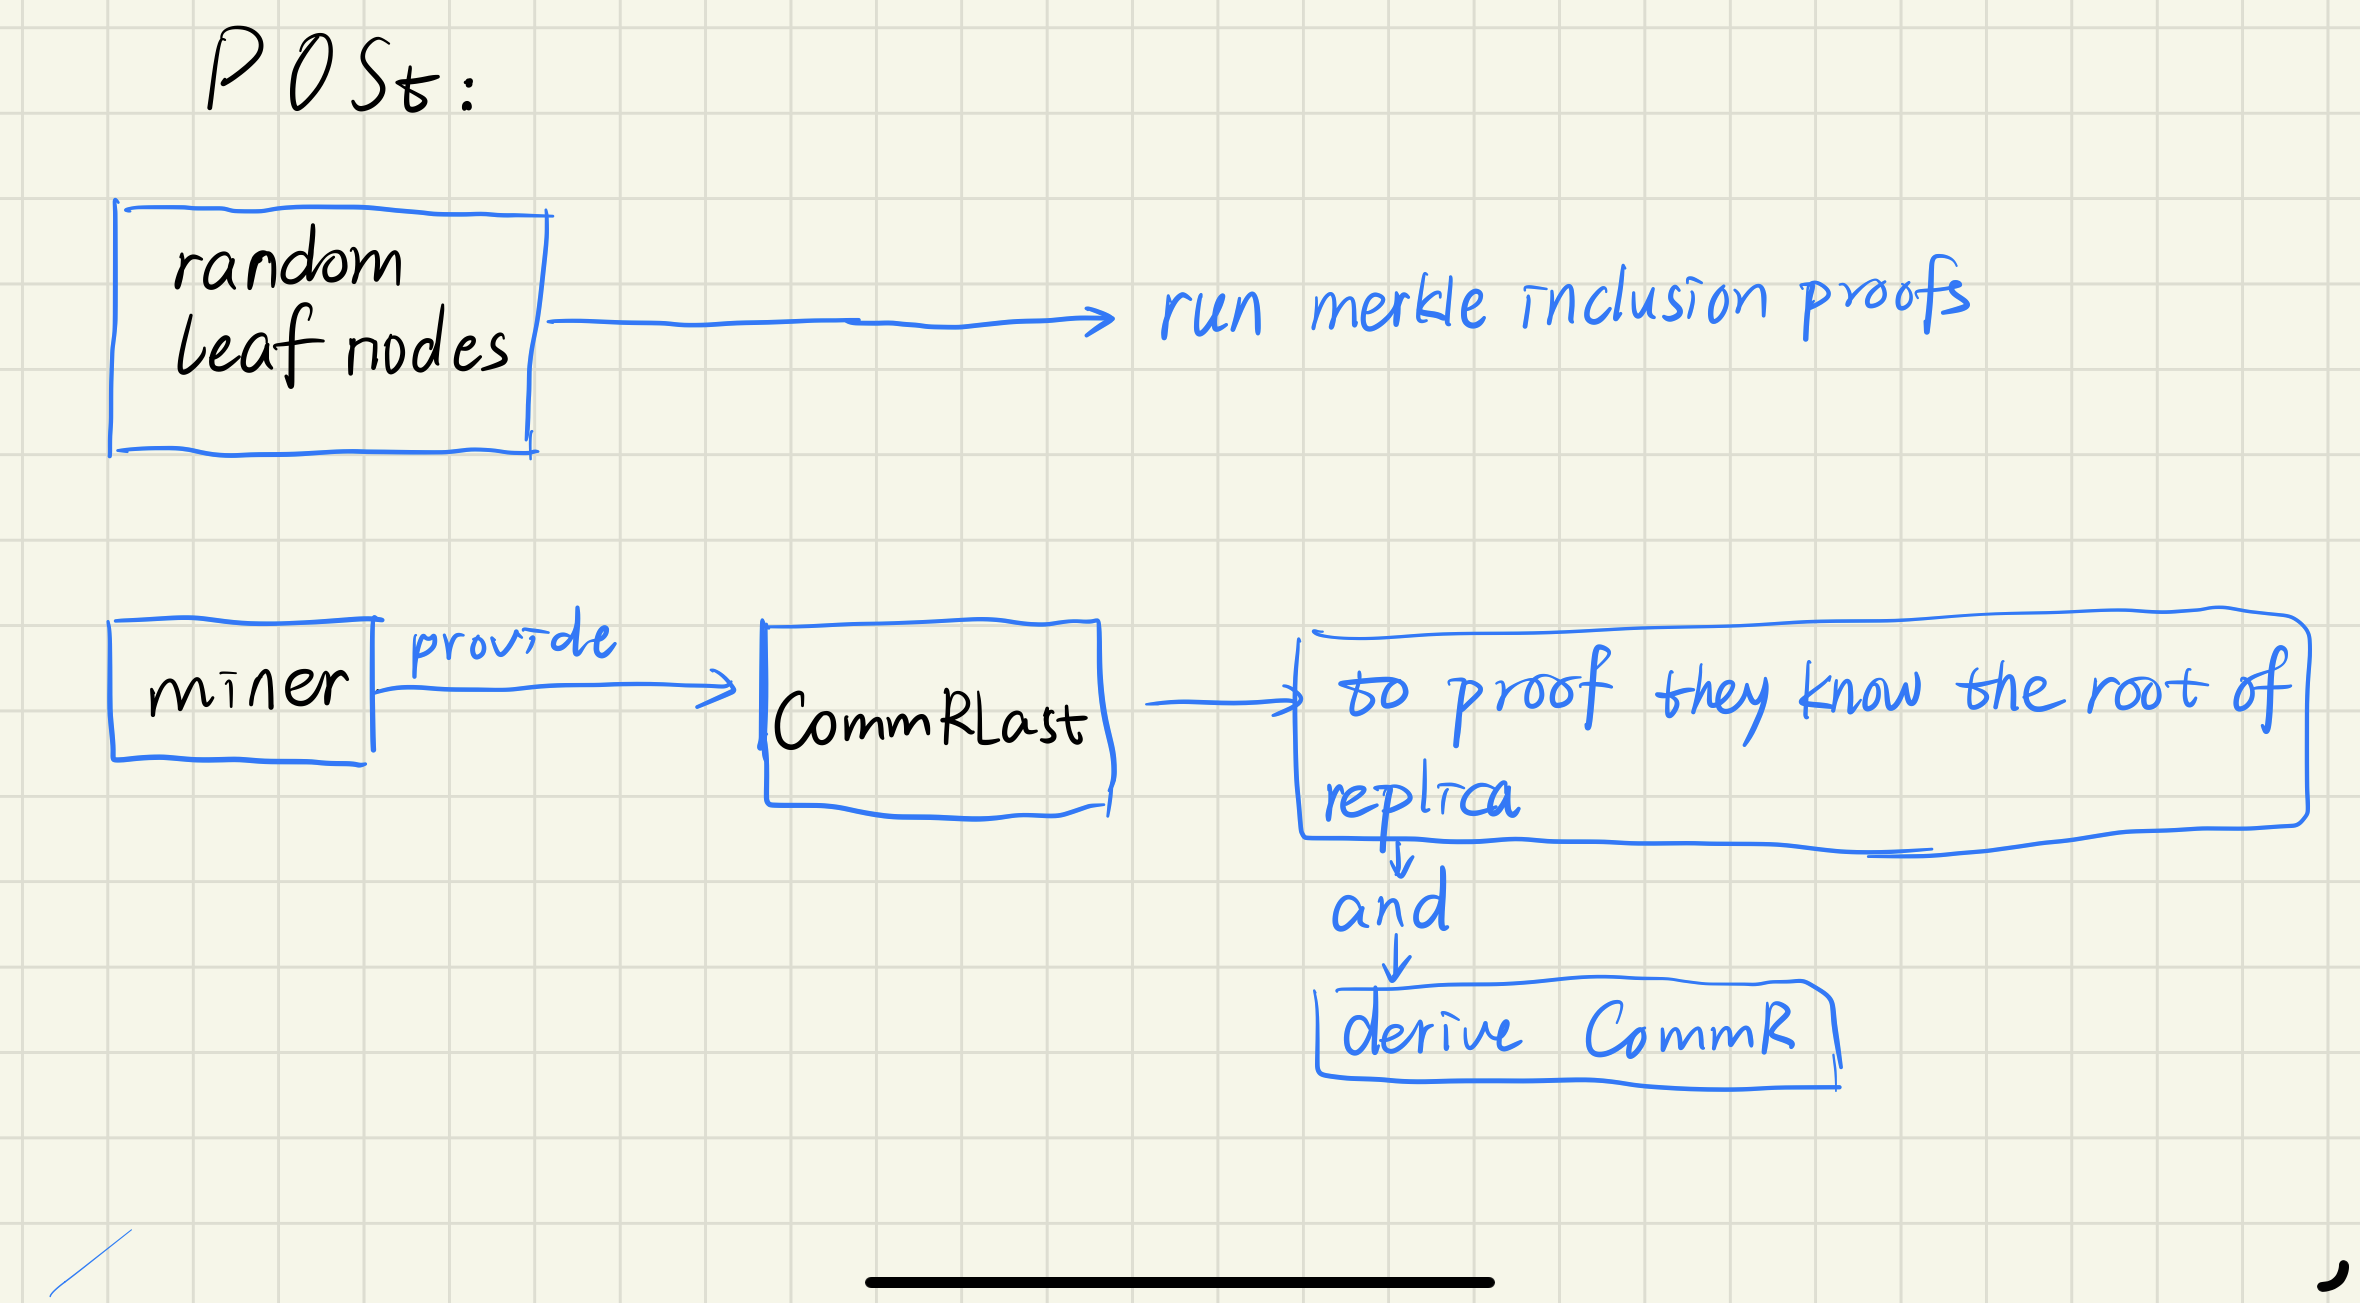 POSt:
random
leaf nodes
run merkle inclusion proofs
miner
provide
CommRLast
to proof they know the root of
replica
and
derive CommR